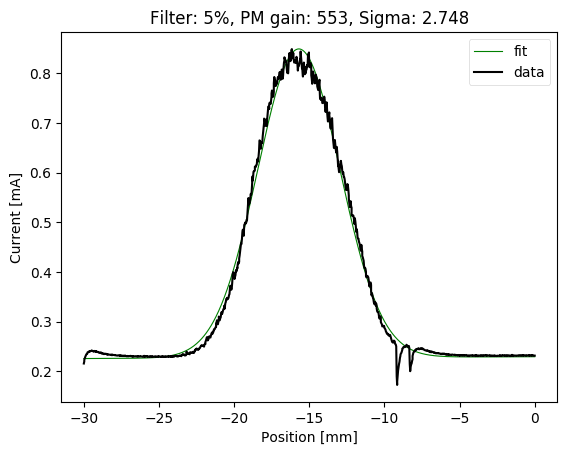 Filter: 5%, PM gain: 553, Sigma: 2.748
fit
data
Current [mA]
0.8
0.7
0.6
0.5
0.4
0.3
0.2
−30
−25
−20
−15
−10
−5
0
Position [mm]